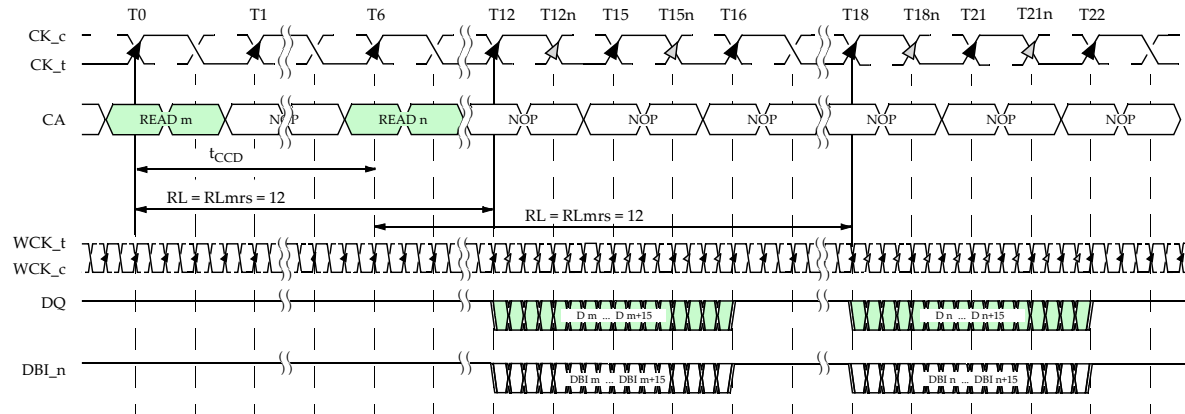 T0 T1 T6 T12 T12n T15 T15n T16 T18 T18n T21 T21n T22
CK_c
CK_t
CA READ m NOP READ n NOP NOP NOP NOP NOP NOP
tCCD
RL = RLmrs = 12
RL = RLmrs = 12
WCK_t
WCK_c
DQ D m ... D m+15 D n ... D n+15
DBI_n DBI m ... DBI m+15 DBI n ... DBI n+15